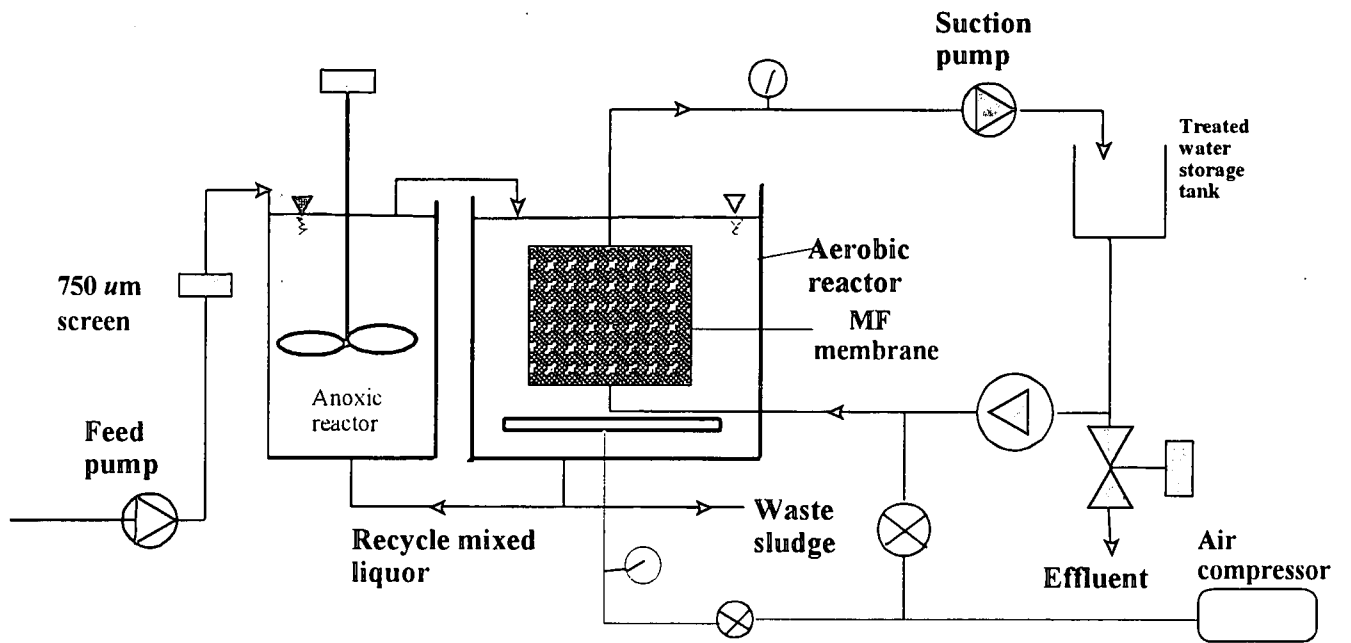 Suction
pump
Treated
water
storage
tank
750 um
screen
Aerobic
reactor
MF
membrane
Anoxic
reactor
Feed
pump
Recycle mixed
liquor
Waste
sludge
Effluent
Air
compressor